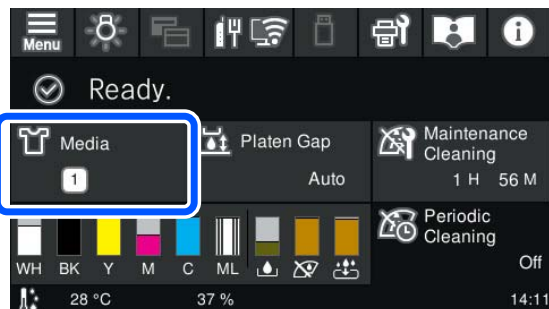 Menu
Ready.
Media
1
Platen Gap
Auto
Maintenance
Cleaning
1 H 56 M
Periodic
Cleaning
Off
WH BK Y M C ML
28 °C 37 % 14:11